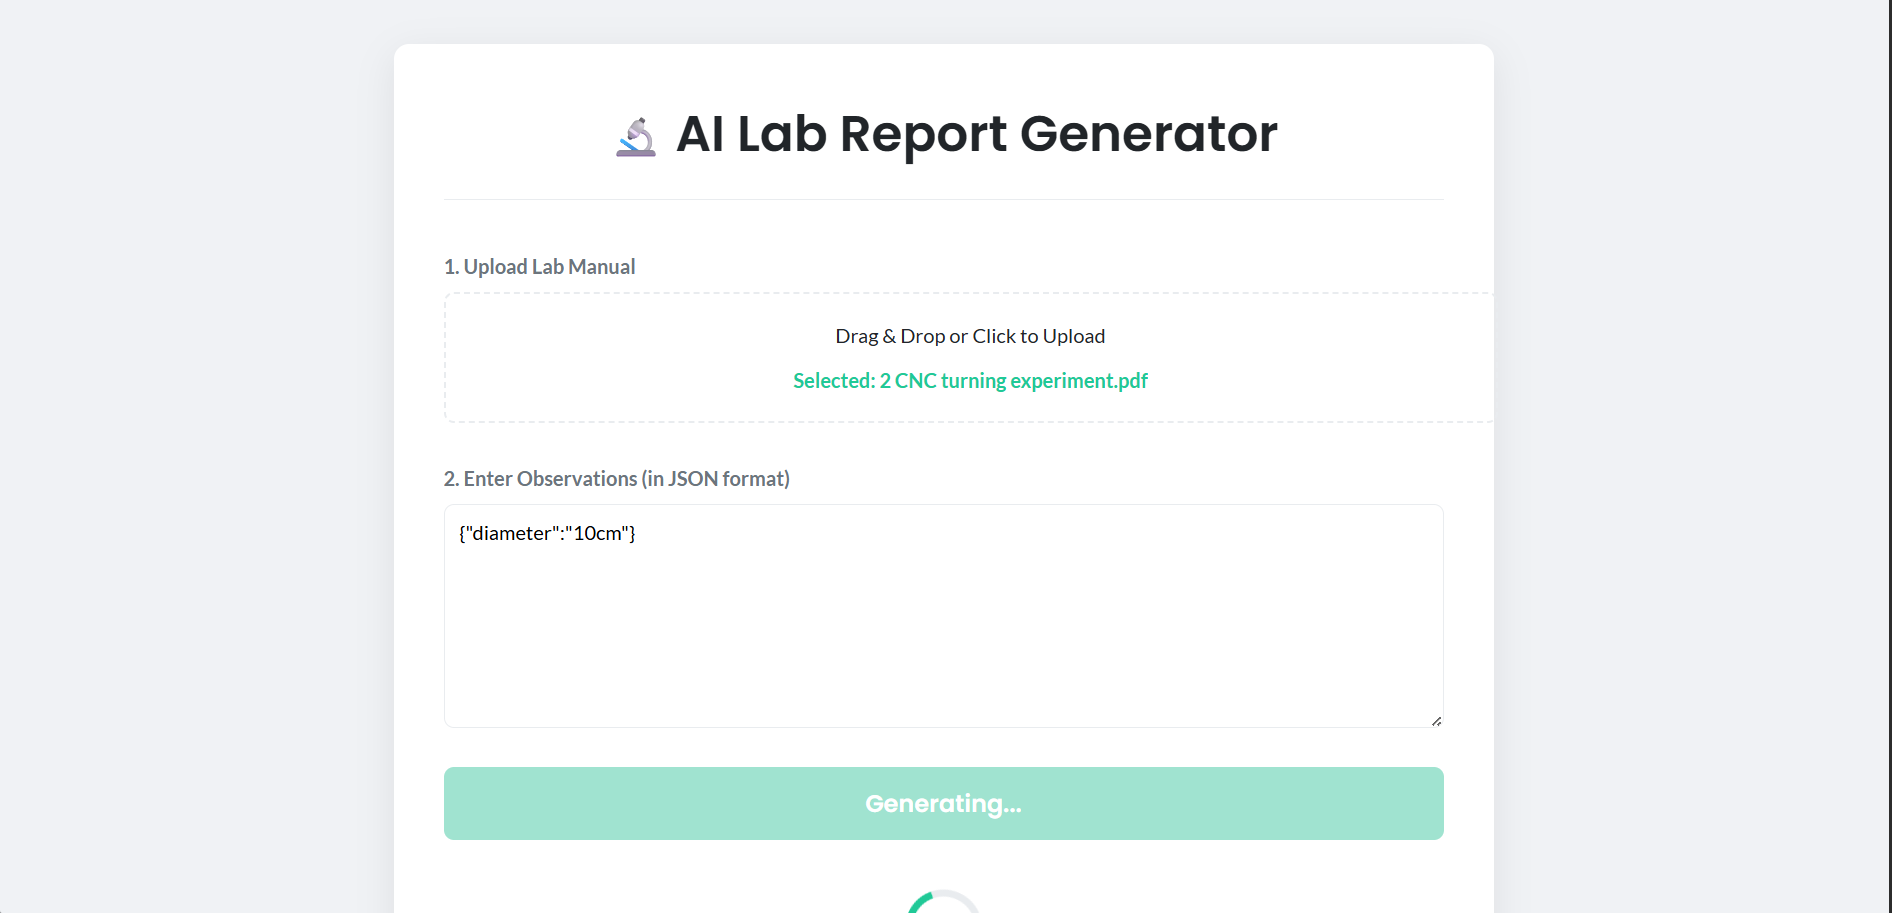 AI Lab Report Generator
1. Upload Lab Manual
Drag & Drop or Click to Upload
Selected: 2 CNC turning experiment.pdf
2. Enter Observations (in JSON format)
{"diameter":"10cm"}
Generating...